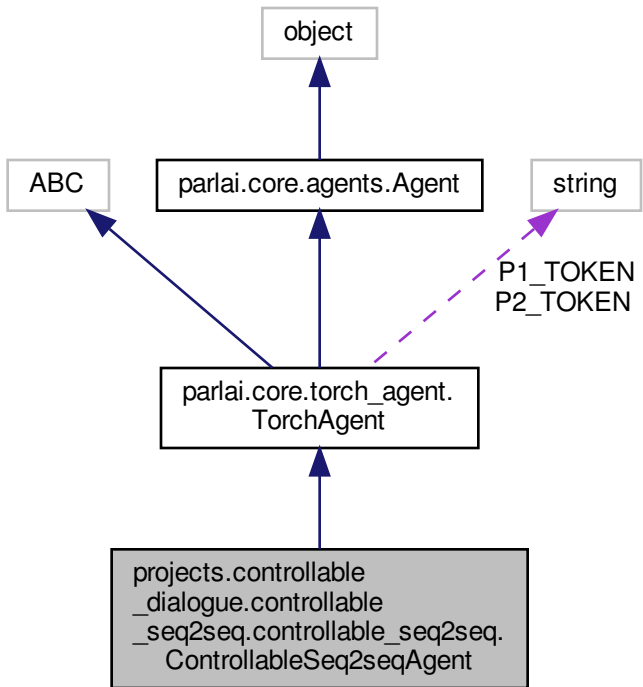 object
ABC
parlai.core.agents.Agent
string
P1_TOKEN
P2_TOKEN
parlai.core.torch_agent.
TorchAgent
projects.controllable
_dialogue.controllable
_seq2seq.controllable_seq2seq.
ControllableSeq2seqAgent